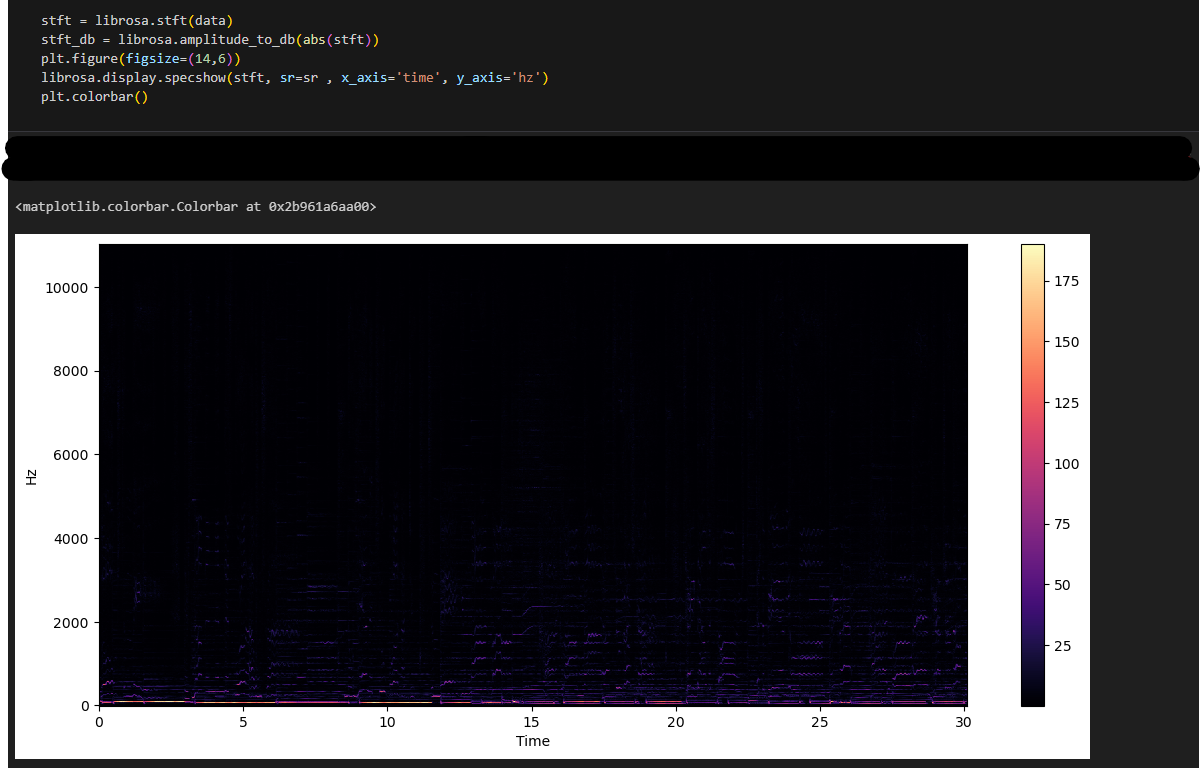 stft = librosa.stft(data)
stft_db = librosa.amplitude_to_db(abs(stft))
plt.figure(figsize=(14,6))
librosa.display.specshow(stft, sr=sr , x_axis='time', y_axis='hz')
plt.colorbar()
<matplotlib.colorbar.Colorbar at 0x2b961a6aa00>
10000
8000
6000
4000
2000
0
Hz
0 5 10 15 20 25 30
Time
175
150
125
100
75
50
25